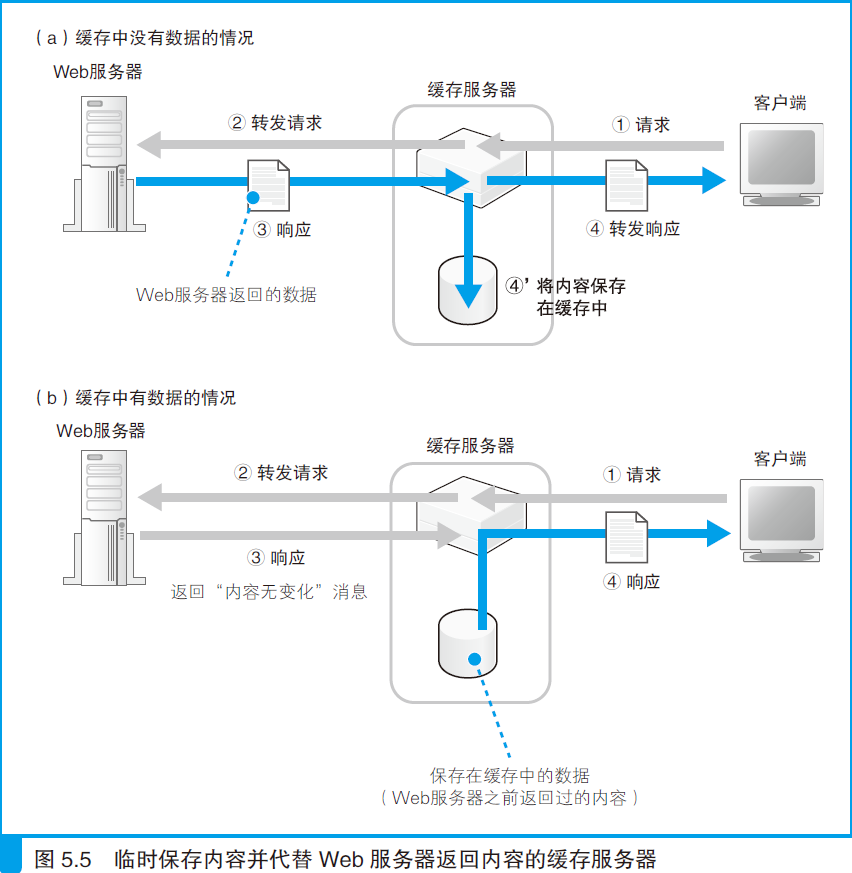 （a）缓存中没有数据的情况
Web服务器
缓存服务器
客户端
② 转发请求
① 请求
③ 响应
④ 转发响应
Web服务器返回的数据
④’将内容保存
在缓存中
（b）缓存中有数据的情况
Web服务器
缓存服务器
客户端
② 转发请求
① 请求
③ 响应
④ 响应
返回“内容无变化”消息
保存在缓存中的数据
（Web服务器之前返回过的内容）
图 5.5 临时保存内容并代替 Web 服务器返回内容的缓存服务器